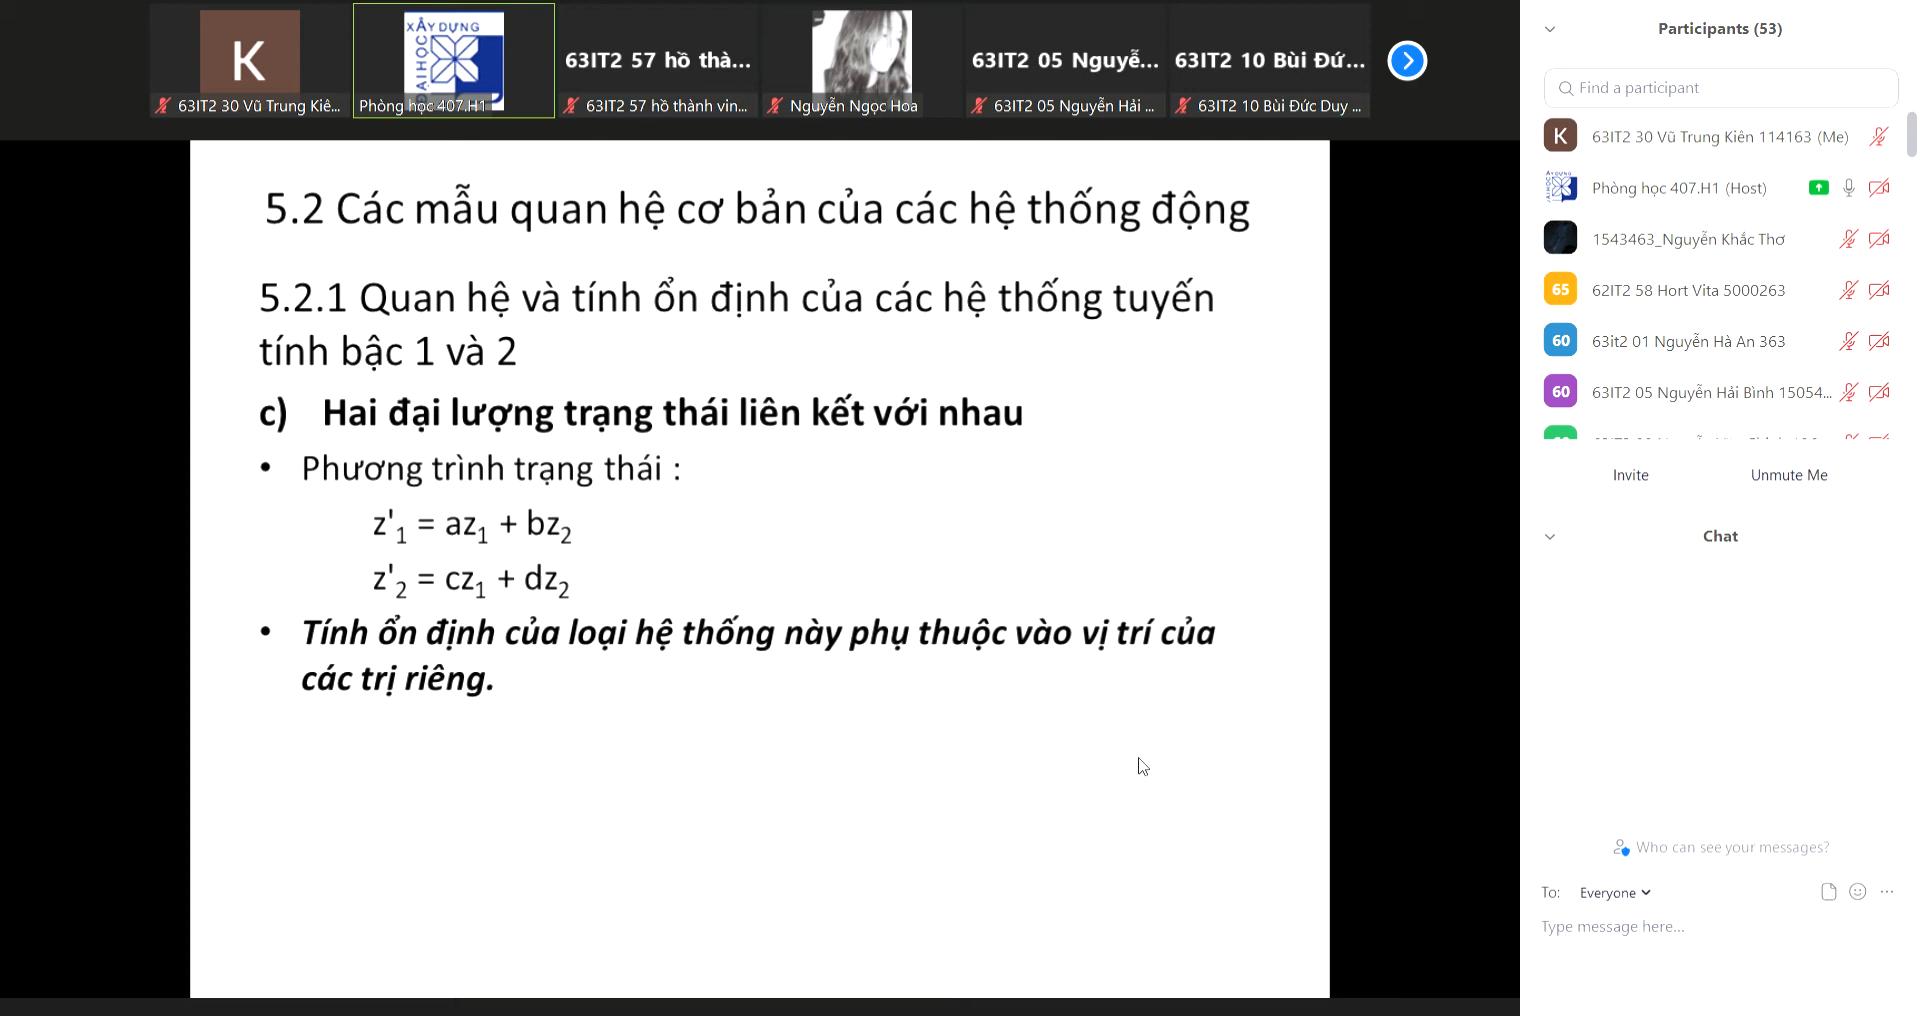 XÂY DỰNG
ĐẠI HỌC
K
63IT2 57 hồ thà...
63IT2 05 Nguyễ...
63IT2 10 Bùi Đứ...
63IT2 30 Vũ Trung Kiê...
Phòng học 407.H1
63IT2 57 hồ thành vin...
Nguyễn Ngọc Hoa
63IT2 05 Nguyễn Hải ...
63IT2 10 Bùi Đức Duy ...
5.2 Các mẫu quan hệ cơ bản của các hệ thống động
5.2.1 Quan hệ và tính ổn định của các hệ thống tuyến
tính bậc 1 và 2
c) Hai đại lượng trạng thái liên kết với nhau
• Phương trình trạng thái :
z'₁ = az₁ + bz₂
z'₂ = cz₁ + dz₂
• Tính ổn định của loại hệ thống này phụ thuộc vào vị trí của
các trị riêng.
Participants (53)
Find a participant
K 63IT2 30 Vũ Trung Kiên 114163 (Me)
Phòng học 407.H1 (Host)
1543463_Nguyễn Khắc Thơ
65 62IT2 58 Hort Vita 5000263
60 63it2 01 Nguyễn Hà An 363
60 63IT2 05 Nguyễn Hải Bình 15054...
Invite
Unmute Me
Chat
Who can see your messages?
To: Everyone
Type message here...